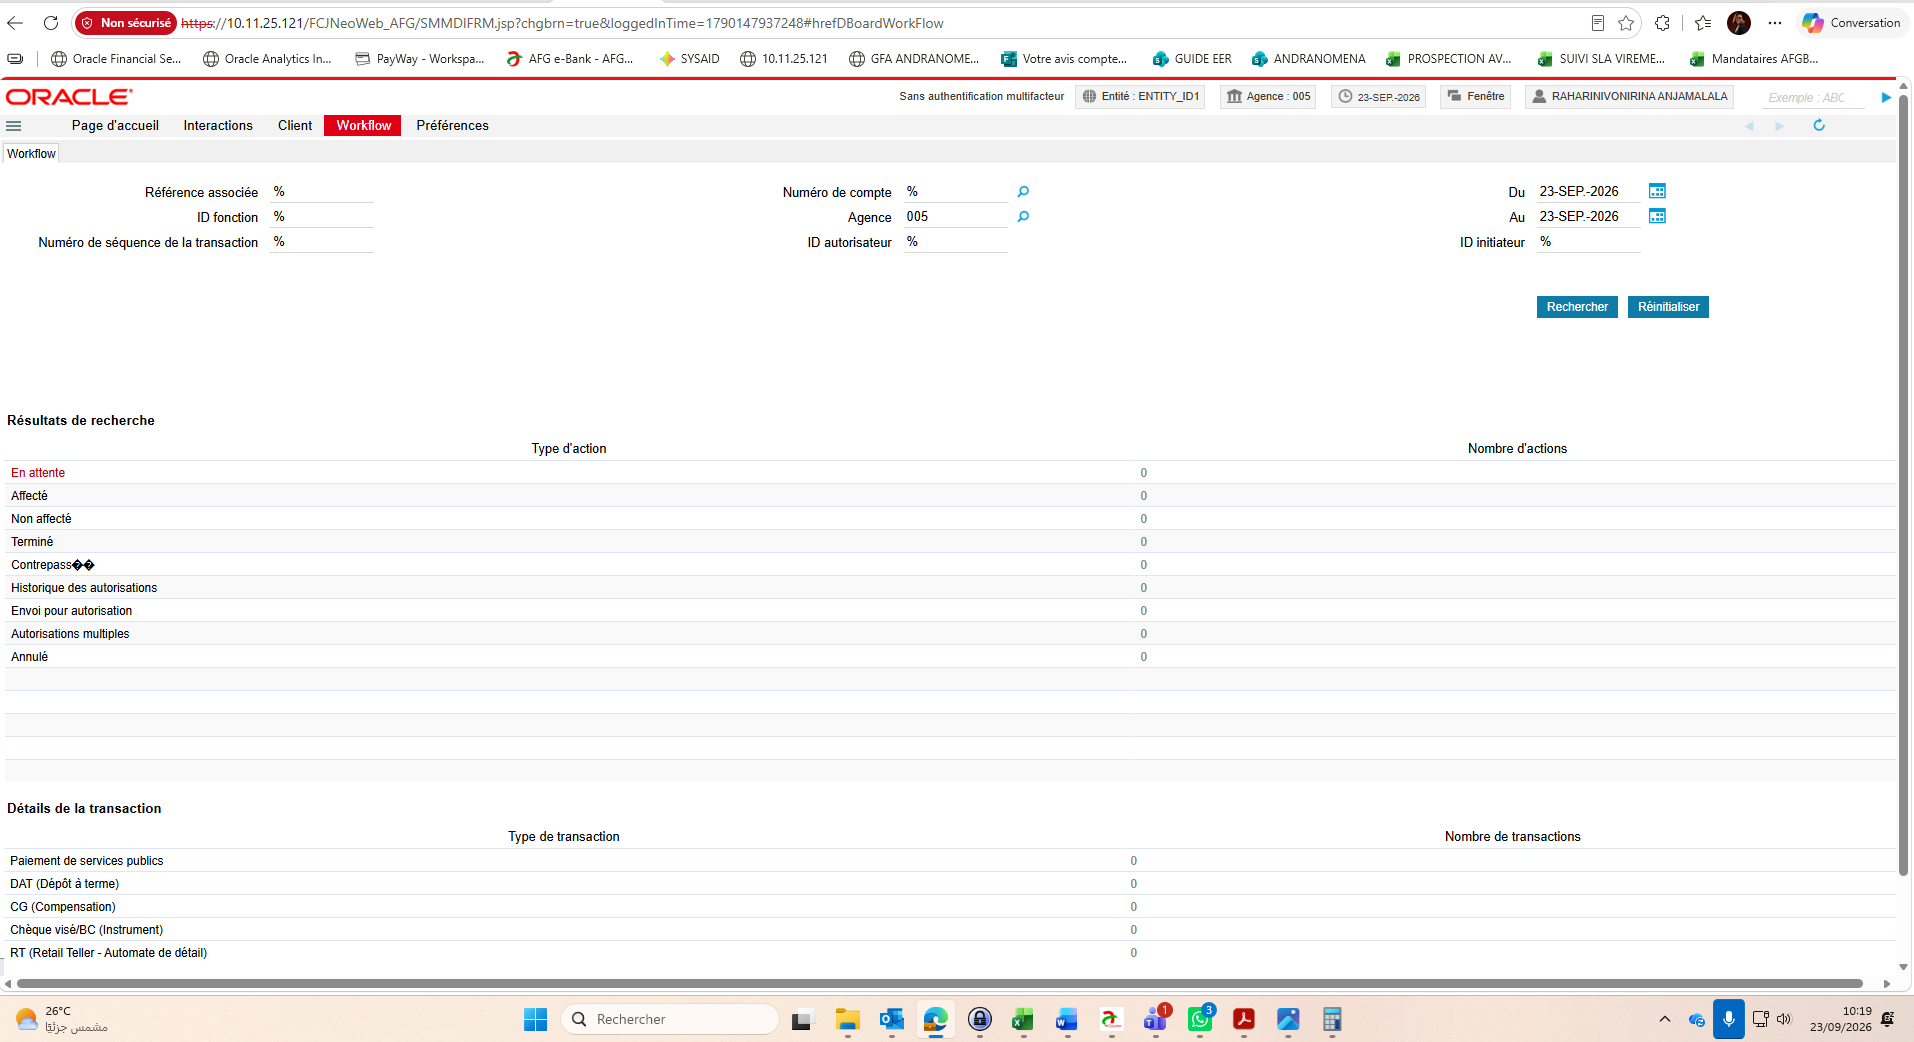 Non sécurisé https://10.11.25.121/FCJNeoWeb_AFG/SMMDIFRM.jsp?chgbrn=true&loggedInTime=1790147937248#hrefDBoardWorkFlow Conversation
Oracle Financial Se... Oracle Analytics In... PayWay - Workspa... AFG e-Bank - AFG... SYSAID 10.11.25.121 GFA ANDRANOME... Votre avis compte... GUIDE EER ANDRANOMENA PROSPECTION AV... SUIVI SLA VIREME... Mandataires AFGB...
ORACLE Sans authentification multifacteur Entité : ENTITY_ID1 Agence : 005 23-SEP.-2026 Fenêtre RAHARINIVONIRINA ANJAMALALA Exemple : ABC
Page d'accueil Interactions Client Workflow Préférences
Workflow
Référence associée % Numéro de compte % Du 23-SEP.-2026
ID fonction % Agence 005 Au 23-SEP.-2026
Numéro de séquence de la transaction % ID autorisateur % ID initiateur %
Rechercher Réinitialiser
Résultats de recherche
Type d'action Nombre d'actions
En attente 0
Affecté 0
Non affecté 0
Terminé 0
Contrepass�� 0
Historique des autorisations 0
Envoi pour autorisation 0
Autorisations multiples 0
Annulé 0
Détails de la transaction
Type de transaction Nombre de transactions
Paiement de services publics 0
DAT (Dépôt à terme) 0
CG (Compensation) 0
Chèque visé/BC (Instrument) 0
RT (Retail Teller - Automate de détail) 0
26°C
مشمس جزئيًا
Rechercher
1
3
10:19
23/09/2026